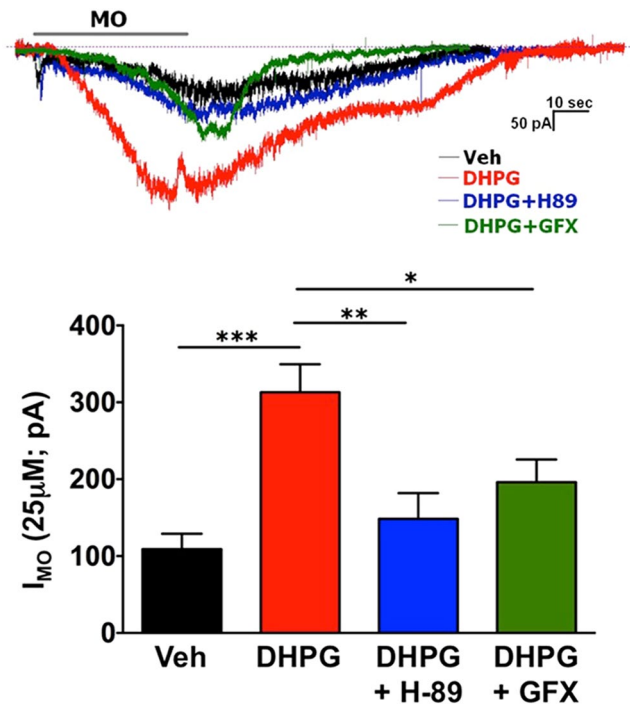 MO
10 sec
50 pA
Veh
DHPG
DHPG+H89
DHPG+GFX
*
**
***
400
300
200
100
0
I_MO (25μM; pA)
Veh
DHPG
DHPG
+ H-89
DHPG
+ GFX